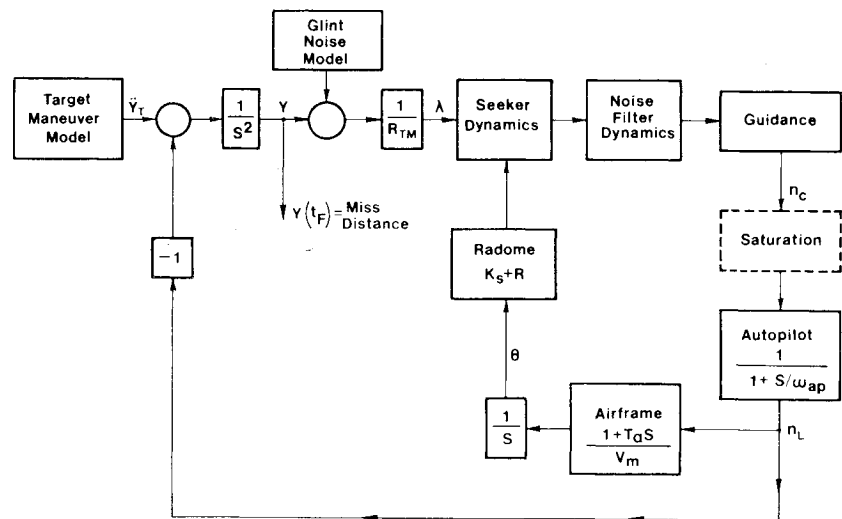 Glint
Noise
Model
Target
Maneuver
Model
Ÿ_T
1
S²
Y
1
R_TM
λ
Seeker
Dynamics
Noise
Filter
Dynamics
Guidance
n_c
Y(t_F) = Miss
Distance
Saturation
-1
Radome
K_s+R
Autopilot
1
1 + S/ω_ap
θ
1
S
Airframe
1+T_α S
V_m
n_L